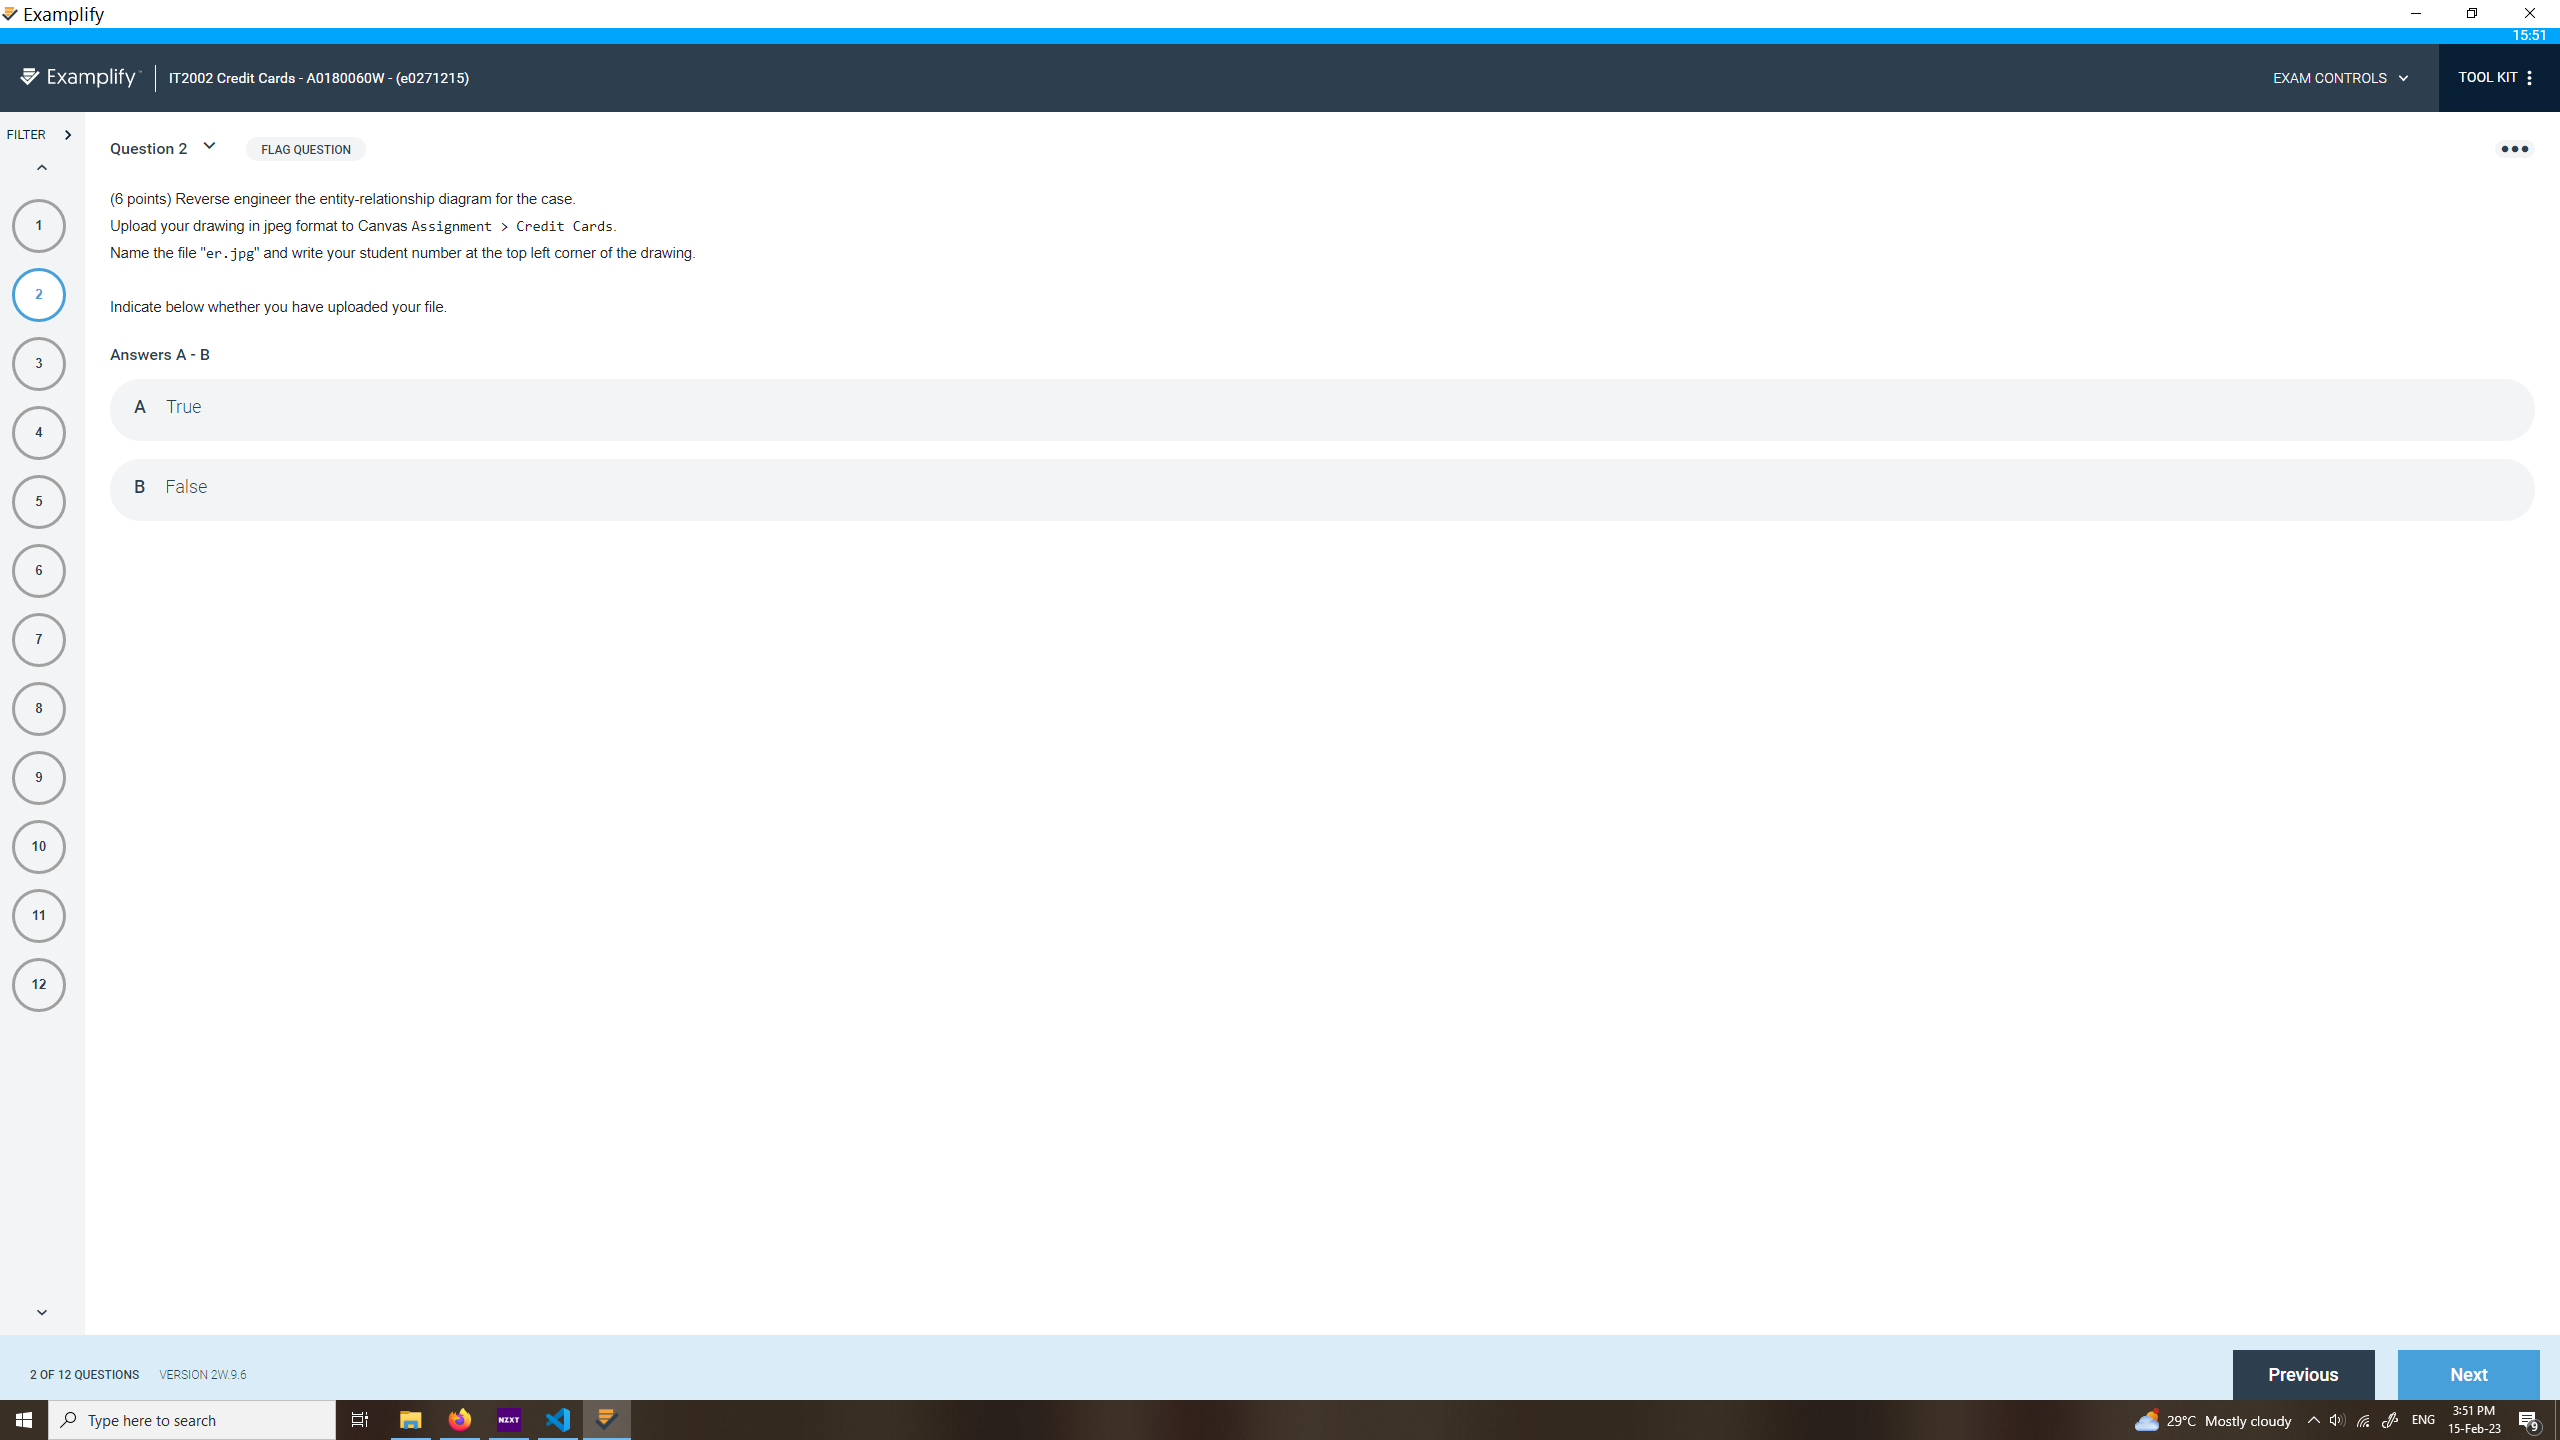 Examplify
15:51
Examplify IT2002 Credit Cards - A0180060W - (e0271215)
EXAM CONTROLS
TOOL KIT
FILTER
Question 2
FLAG QUESTION
(6 points) Reverse engineer the entity-relationship diagram for the case.
Upload your drawing in jpeg format to Canvas Assignment > Credit Cards.
Name the file "er.jpg" and write your student number at the top left corner of the drawing.
Indicate below whether you have uploaded your file.
Answers A - B
A True
B False
1
2
3
4
5
6
7
8
9
10
11
12
2 OF 12 QUESTIONS VERSION 2W.9.6
Previous
Next
Type here to search
NZXT
29°C Mostly cloudy
ENG
3:51 PM
15-Feb-23
9